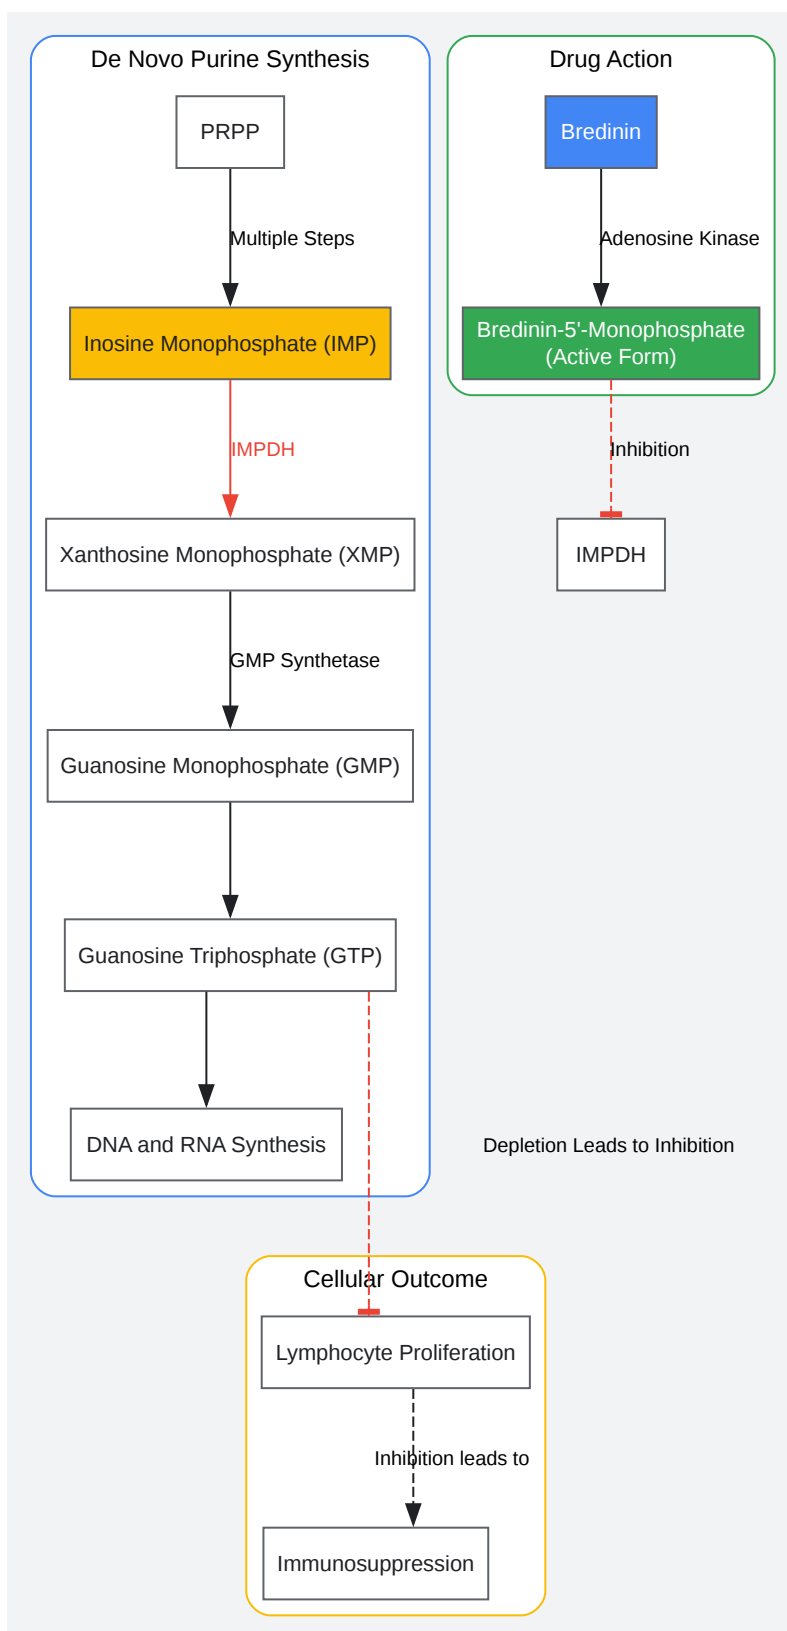 De Novo Purine Synthesis
PRPP
Multiple Steps
Inosine Monophosphate (IMP)
IMPDH
Xanthosine Monophosphate (XMP)
GMP Synthetase
Guanosine Monophosphate (GMP)
Guanosine Triphosphate (GTP)
DNA and RNA Synthesis
Drug Action
Bredinin
Adenosine Kinase
Bredinin-5'-Monophosphate
(Active Form)
Inhibition
IMPDH
Depletion Leads to Inhibition
Cellular Outcome
Lymphocyte Proliferation
Inhibition leads to
Immunosuppression